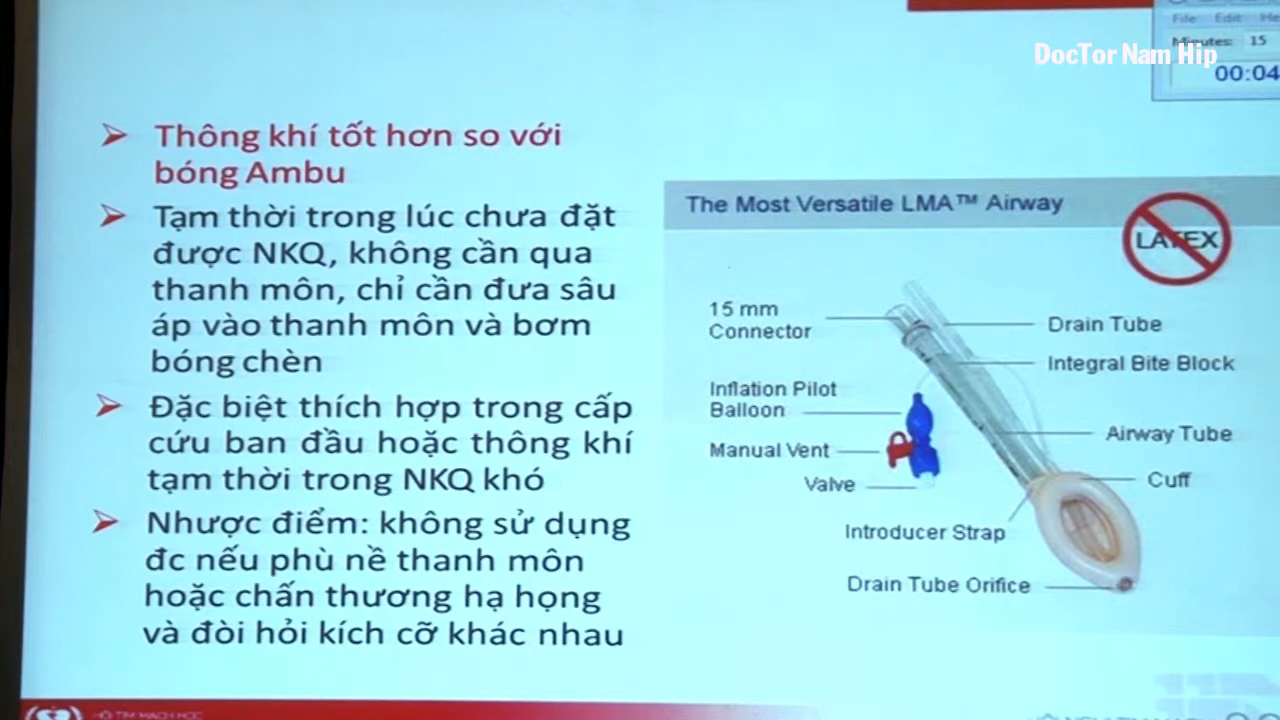 File Edit
Minutes: 15
DocTor Nam Hip
00:04
Thông khí tốt hơn so với
bóng Ambu
Tạm thời trong lúc chưa đặt
được NKQ, không cần qua
thanh môn, chỉ cần đưa sâu
áp vào thanh môn và bơm
bóng chèn
Đặc biệt thích hợp trong cấp
cứu ban đầu hoặc thông khí
tạm thời trong NKQ khó
Nhược điểm: không sử dụng
đc nếu phù nề thanh môn
hoặc chấn thương hạ họng
và đòi hỏi kích cỡ khác nhau
The Most Versatile LMA™ Airway
LATEX
15 mm
Connector
Drain Tube
Integral Bite Block
Inflation Pilot
Balloon
Airway Tube
Manual Vent
Cuff
Valve
Introducer Strap
Drain Tube Orifice